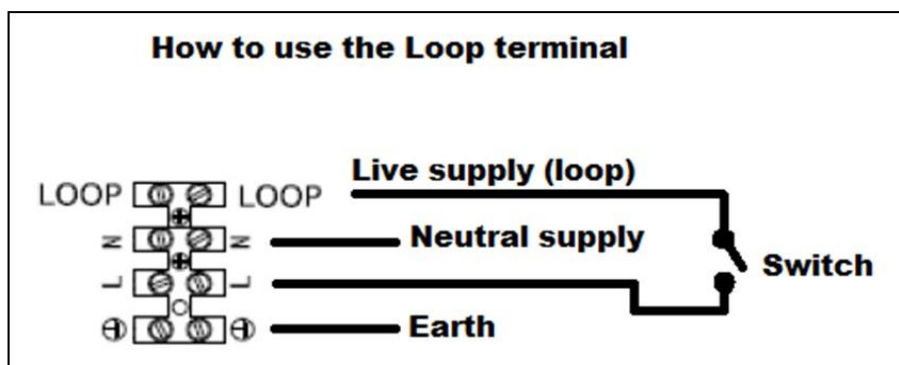 How to use the Loop terminal
Live supply (loop)
LOOP LOOP
N N Neutral supply
L L Switch
Earth